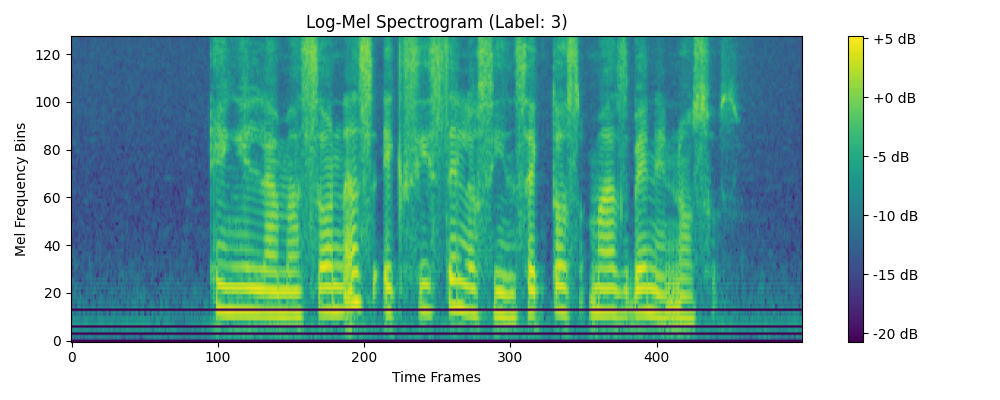 Log-Mel Spectrogram (Label: 3)
Mel Frequency Bins
120
100
80
60
40
20
0
0 100 200 300 400
Time Frames
+5 dB
+0 dB
-5 dB
-10 dB
-15 dB
-20 dB